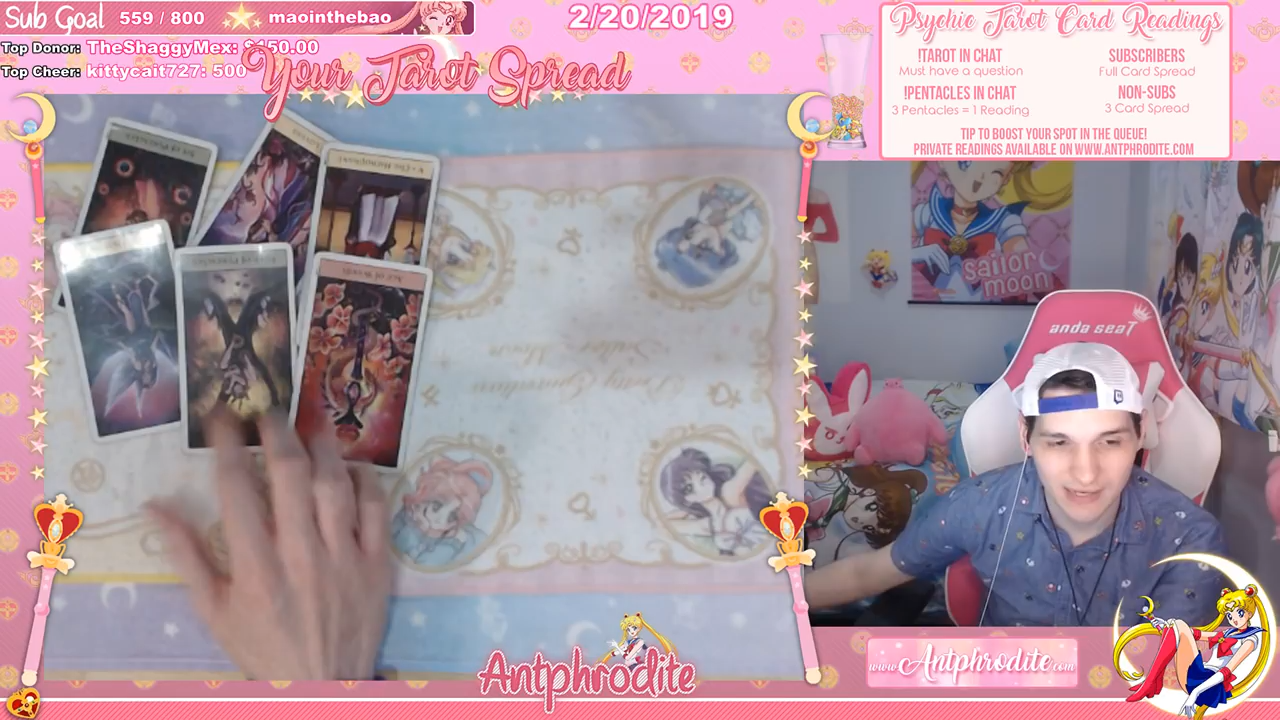 Sub Goal 559 / 800 maointhebao
Top Donor: TheShaggyMex: $150.00
Top Cheer: kittycait727: 500
2/20/2019
Your Tarot Spread
Psychic Tarot Card Readings
!TAROT IN CHAT
Must have a question
!PENTACLES IN CHAT
3 Pentacles = 1 Reading
SUBSCRIBERS
Full Card Spread
NON-SUBS
3 Card Spread
TIP TO BOOST YOUR SPOT IN THE QUEUE!
PRIVATE READINGS AVAILABLE ON WWW.ANTPHRODITE.COM
sailor
moon
anda seaT
Ace of Wands
Antphrodite
www.Antphrodite.com